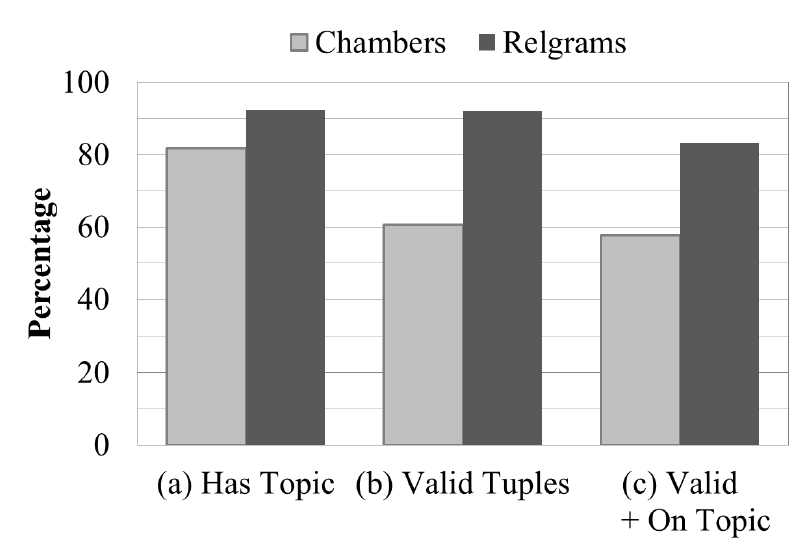 Chambers Relgrams
100
80
60
40
20
0
Percentage
(a) Has Topic (b) Valid Tuples (c) Valid
+ On Topic